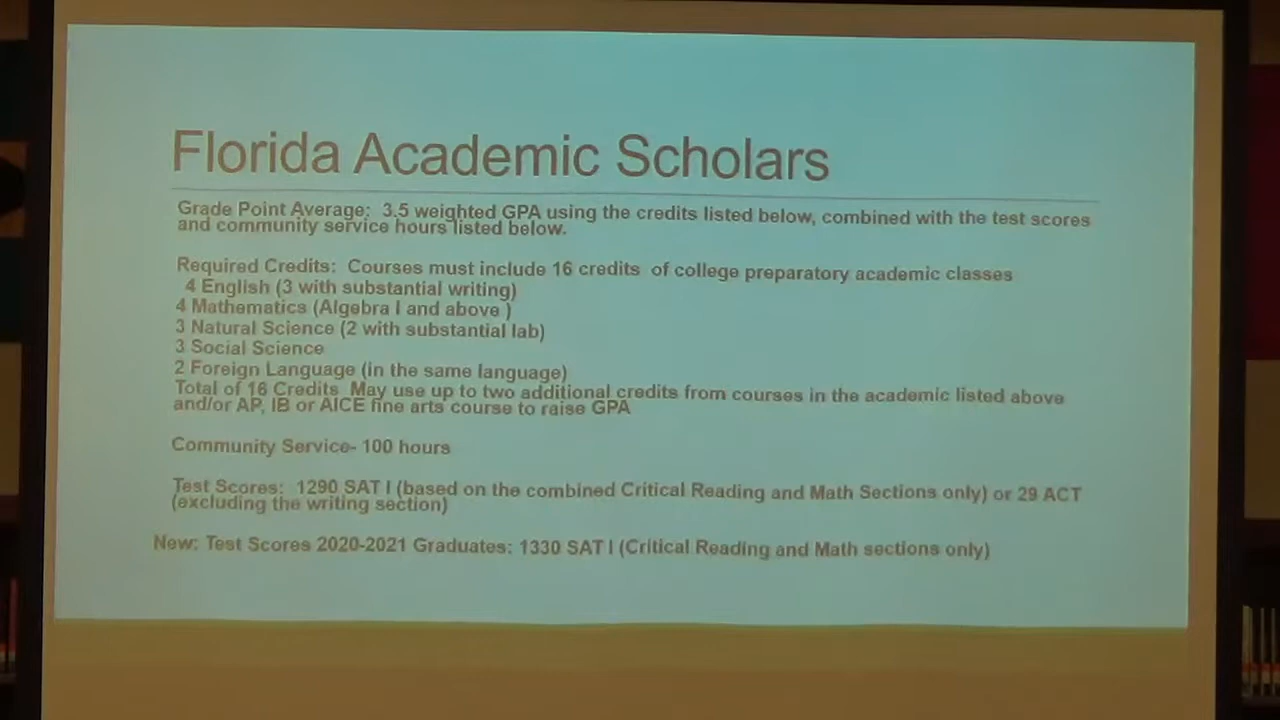 Florida Academic Scholars
Grade Point Average:  3.5 weighted GPA using the credits listed below, combined with the test scores
and community service hours listed below.
Required Credits:  Courses must include 16 credits  of college preparatory academic classes
4 English (3 with substantial writing)
4 Mathematics (Algebra I and above )
3 Natural Science (2 with substantial lab)
3 Social Science
2 Foreign Language (in the same language)
Total of 16 Credits  May use up to two additional credits from courses in the academic listed above
and/or AP, IB or AICE fine arts course to raise GPA
Community Service- 100 hours
Test Scores:  1290 SAT I (based on the combined Critical Reading and Math Sections only) or 29 ACT
(excluding the writing section)
New: Test Scores 2020-2021 Graduates: 1330 SAT I (Critical Reading and Math sections only)